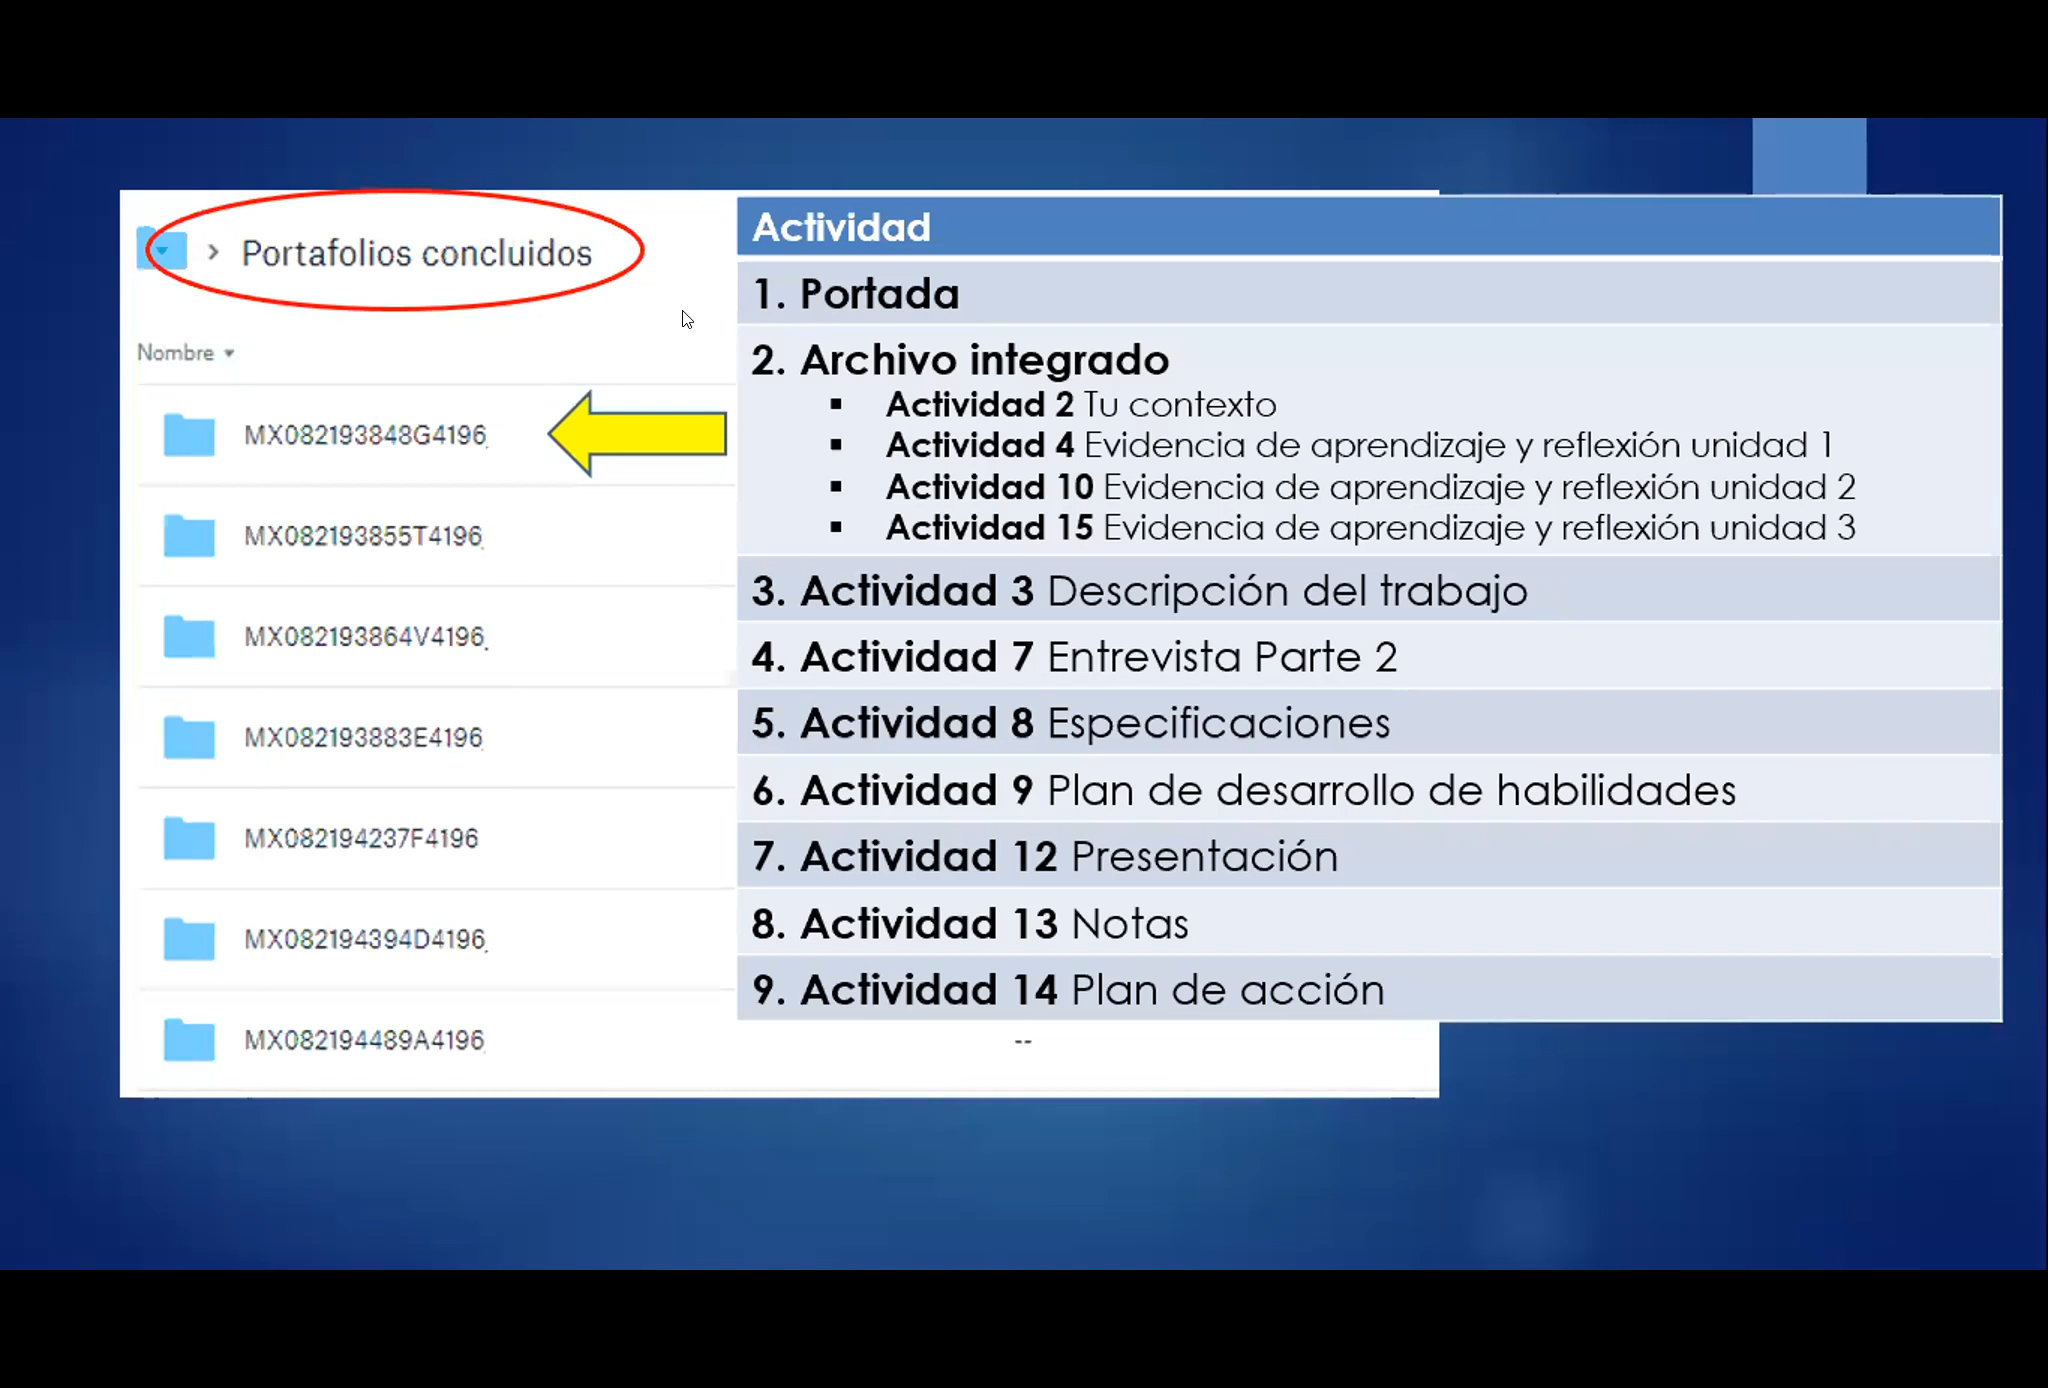 > Portafolios concluidos
Nombre
MX082193848G4196
MX082193855T4196
MX082193864V4196
MX082193883E4196
MX082194237F4196
MX082194394D4196
MX082194489A4196
--
Actividad
1. Portada
2. Archivo integrado
▪ Actividad 2 Tu contexto
▪ Actividad 4 Evidencia de aprendizaje y reflexión unidad 1
▪ Actividad 10 Evidencia de aprendizaje y reflexión unidad 2
▪ Actividad 15 Evidencia de aprendizaje y reflexión unidad 3
3. Actividad 3 Descripción del trabajo
4. Actividad 7 Entrevista Parte 2
5. Actividad 8 Especificaciones
6. Actividad 9 Plan de desarrollo de habilidades
7. Actividad 12 Presentación
8. Actividad 13 Notas
9. Actividad 14 Plan de acción